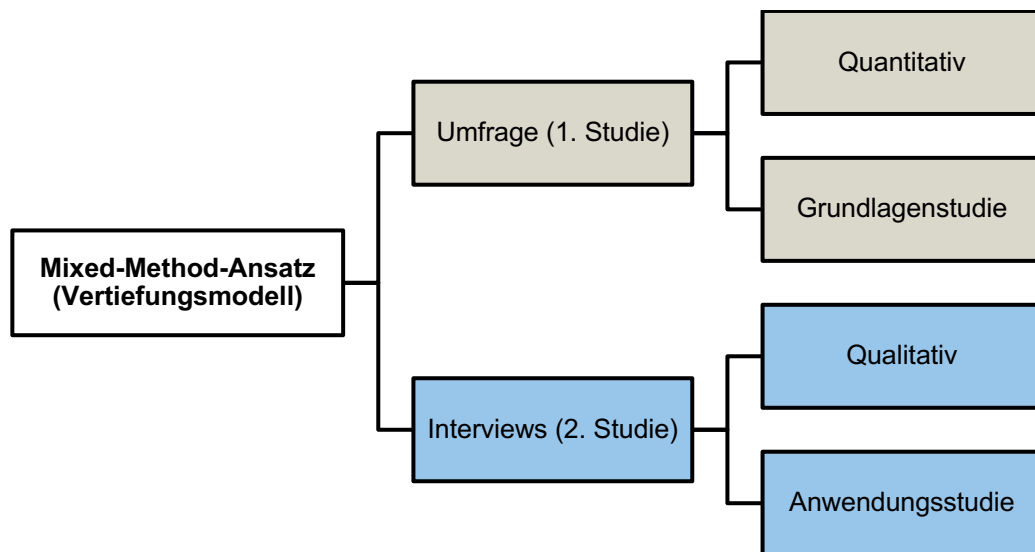 Quantitativ
Umfrage (1. Studie)
Grundlagenstudie
Mixed-Method-Ansatz
(Vertiefungsmodell)
Qualitativ
Interviews (2. Studie)
Anwendungsstudie